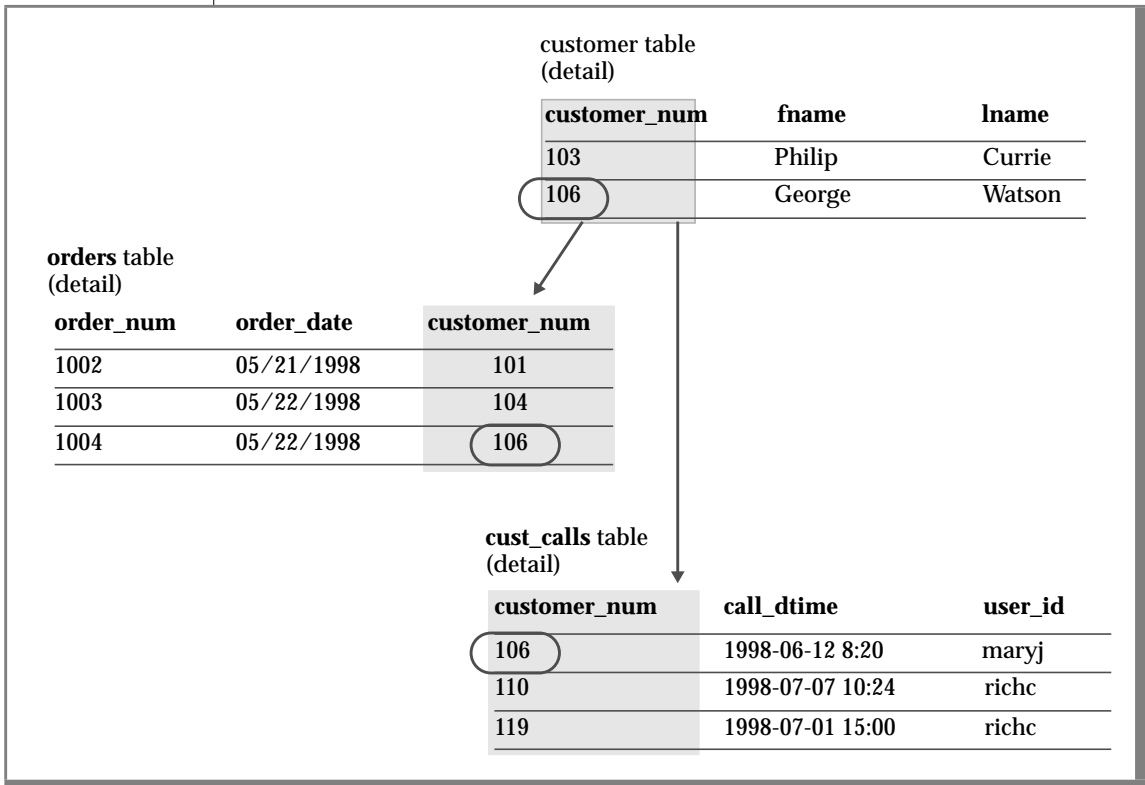 customer table
(detail)
customer_num fname lname
103 Philip Currie
106 George Watson
orders table
(detail)
order_num order_date customer_num
1002 05/21/1998 101
1003 05/22/1998 104
1004 05/22/1998 106
cust_calls table
(detail)
customer_num call_dtime user_id
106 1998-06-12 8:20 maryj
110 1998-07-07 10:24 richc
119 1998-07-01 15:00 richc